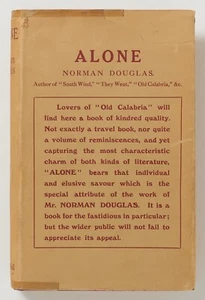 ALONE
NORMAN DOUGLAS.
Author of "South Wind," "They Went," "Old Calabria," &c.
Lovers of "Old Calabria" will
find here a book of kindred quality.
Not exactly a travel book, nor quite
a volume of reminiscences, and yet
capturing the most characteristic
charm of both kinds of literature,
"ALONE" bears that individual
and elusive savour which is the
special attribute of the work of
Mr. NORMAN DOUGLAS. It is a
book for the fastidious in particular;
but the wider public will not fail to
appreciate its appeal.